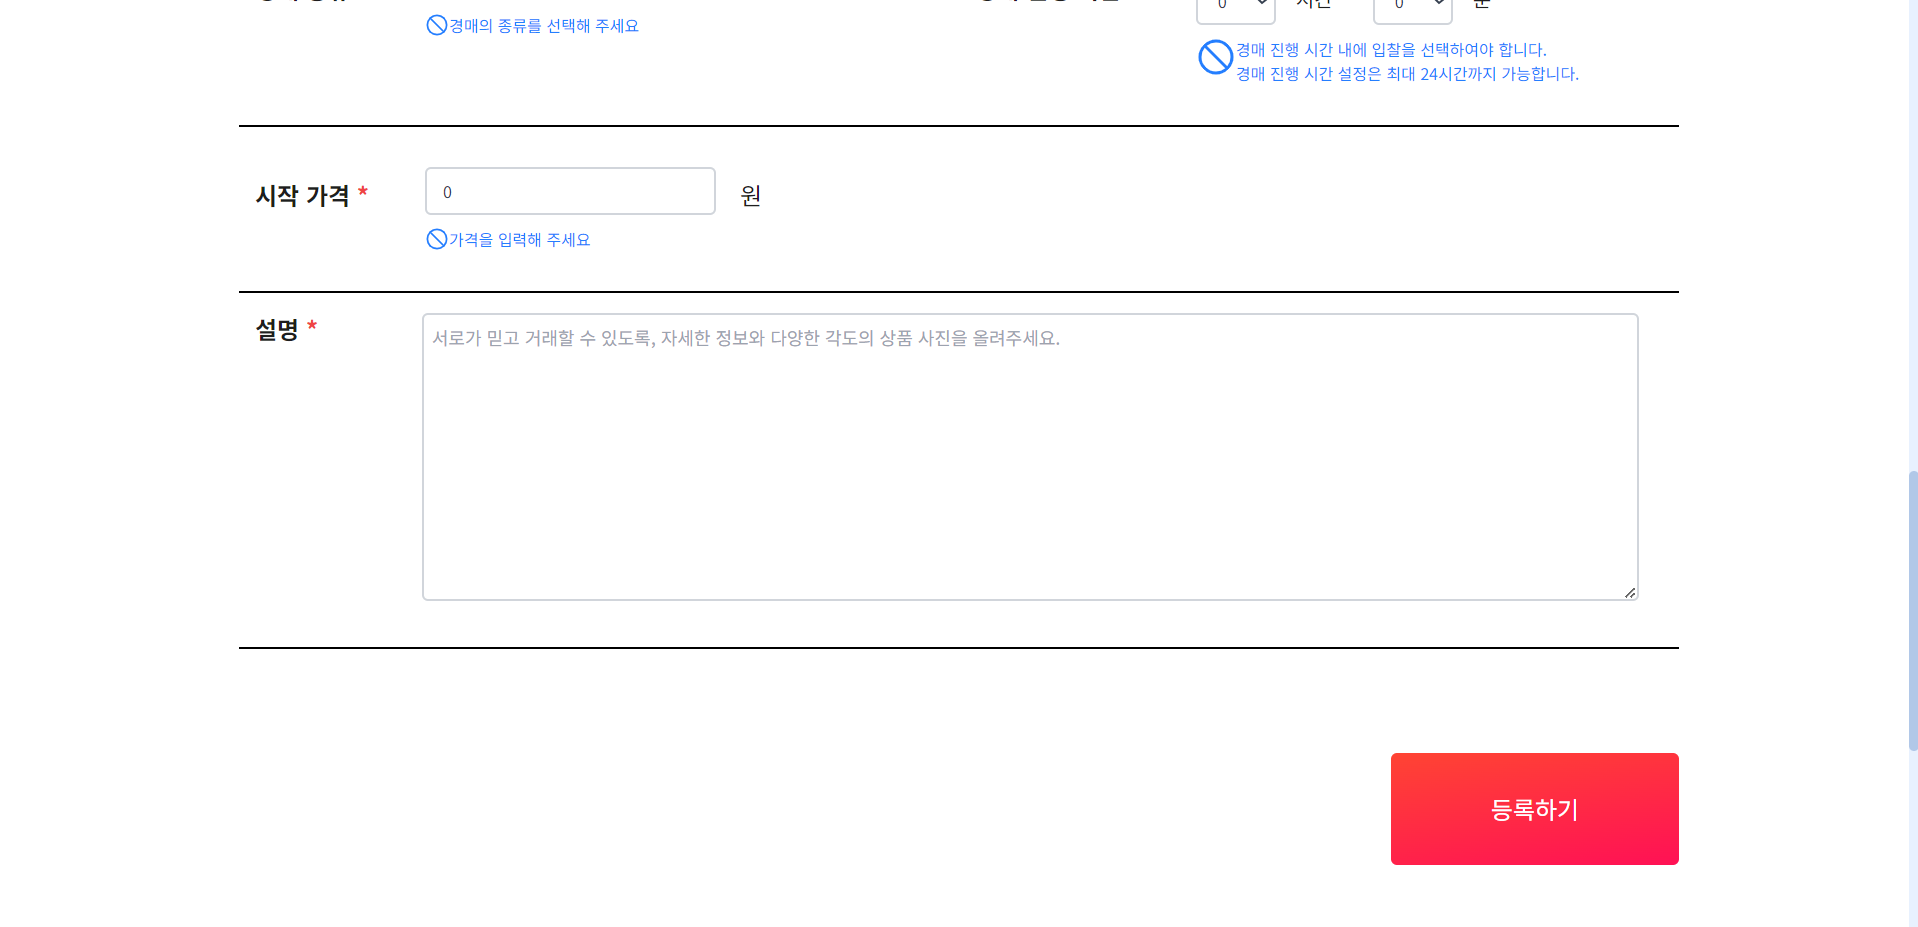 경매의 종류를 선택해 주세요
0 시간 0 분
경매 진행 시간 내에 입찰을 선택하여야 합니다.
경매 진행 시간 설정은 최대 24시간까지 가능합니다.
시작 가격 * 0 원
가격을 입력해 주세요
설명 *
서로가 믿고 거래할 수 있도록, 자세한 정보와 다양한 각도의 상품 사진을 올려주세요.
등록하기